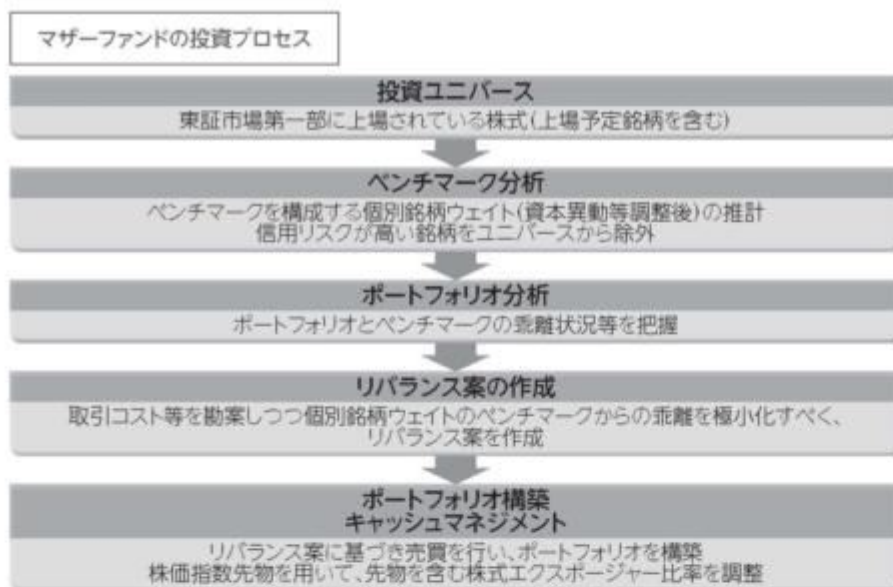 マザーファンドの投資プロセス
投資ユニバース
東証市場第一部に上場されている株式(上場予定銘柄を含む)
ベンチマーク分析
ベンチマークを構成する個別銘柄ウェイト(資本異動等調整後)の推計
信用リスクが高い銘柄をユニバースから除外
ポートフォリオ分析
ポートフォリオとベンチマークの乖離状況等を把握
リバランス案の作成
取引コスト等を勘案しつつ個別銘柄ウェイトのベンチマークからの乖離を極小化すべく、
リバランス案を作成
ポートフォリオ構築
キャッシュマネジメント
リバランス案に基づき売買を行い、ポートフォリオを構築
株価指数先物を用いて、先物を含む株式エクスポージャー比率を調整